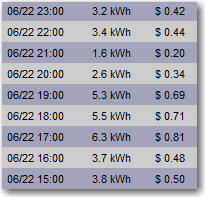 06/22 23:00 3.2 kWh $ 0.42
06/22 22:00 3.4 kWh $ 0.44
06/22 21:00 1.6 kWh $ 0.20
06/22 20:00 2.6 kWh $ 0.34
06/22 19:00 5.3 kWh $ 0.69
06/22 18:00 5.5 kWh $ 0.71
06/22 17:00 6.3 kWh $ 0.81
06/22 16:00 3.7 kWh $ 0.48
06/22 15:00 3.8 kWh $ 0.50